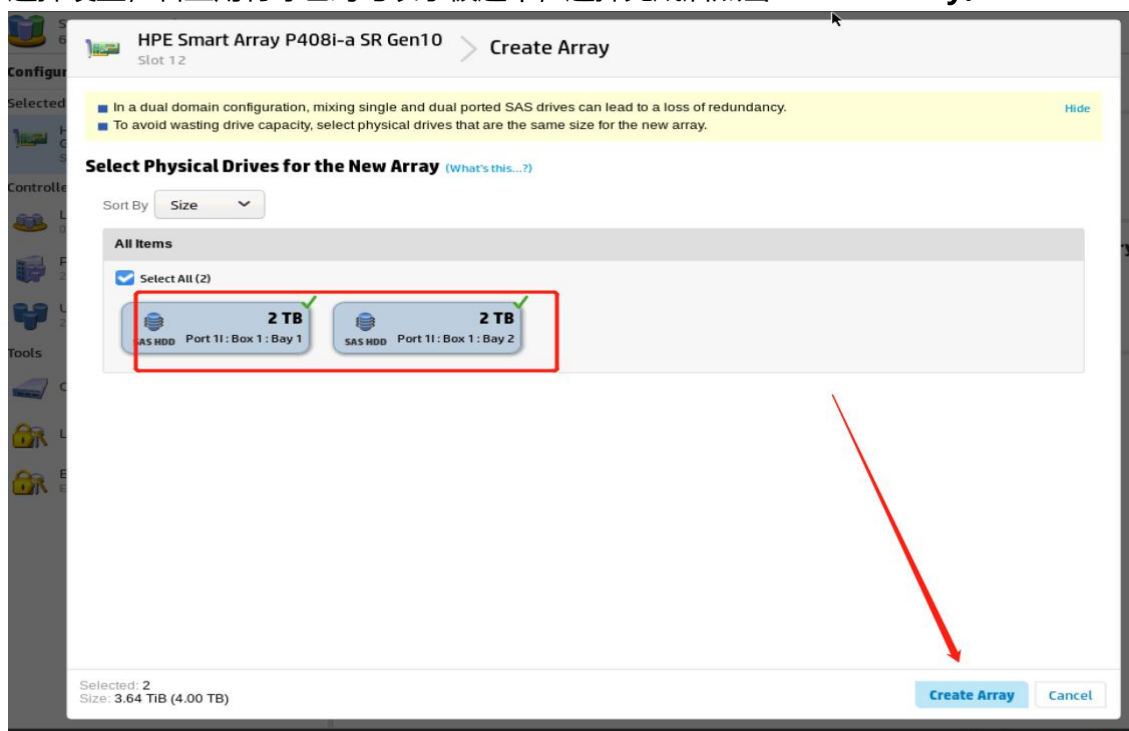 HPE Smart Array P408i-a SR Gen10
Create Array
Slot 12
In a dual domain configuration, mixing single and dual ported SAS drives can lead to a loss of redundancy.
Hide
To avoid wasting drive capacity, select physical drives that are the same size for the new array.
Select Physical Drives for the New Array (What's this...?)
Sort By Size
All Items
Select All (2)
2 TB
SAS HDD Port 1I : Box 1 : Bay 1
2 TB
SAS HDD Port 1I : Box 1 : Bay 2
Configur
Selected
Controlle
Tools
Selected: 2
Size: 3.64 TiB (4.00 TB)
Create Array
Cancel